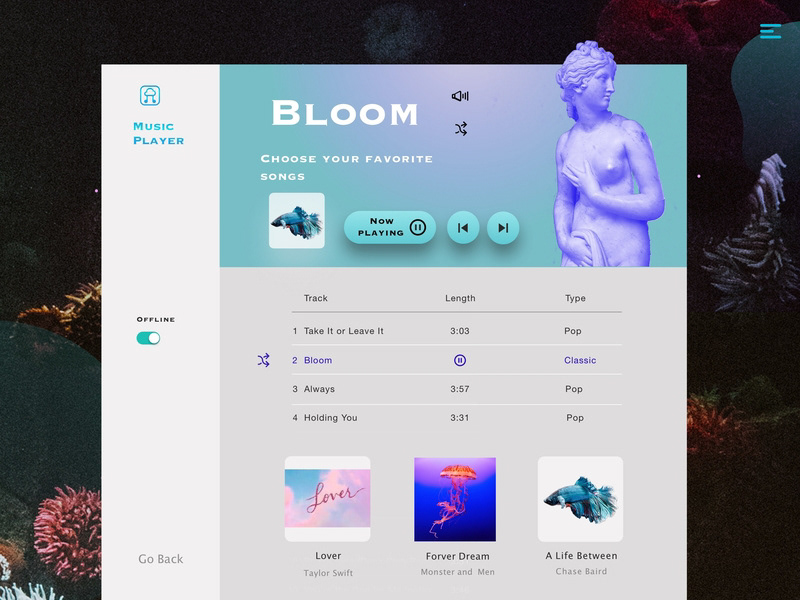 Music
Player
Bloom
Choose your favorite
songs
Now
playing
Offline
Track Length Type
1 Take It or Leave It 3:03 Pop
2 Bloom Classic
3 Always 3:57 Pop
4 Holding You 3:31 Pop
Lover
Lover Forver Dream A Life Between
Taylor Swift Monster and Men Chase Baird
Go Back